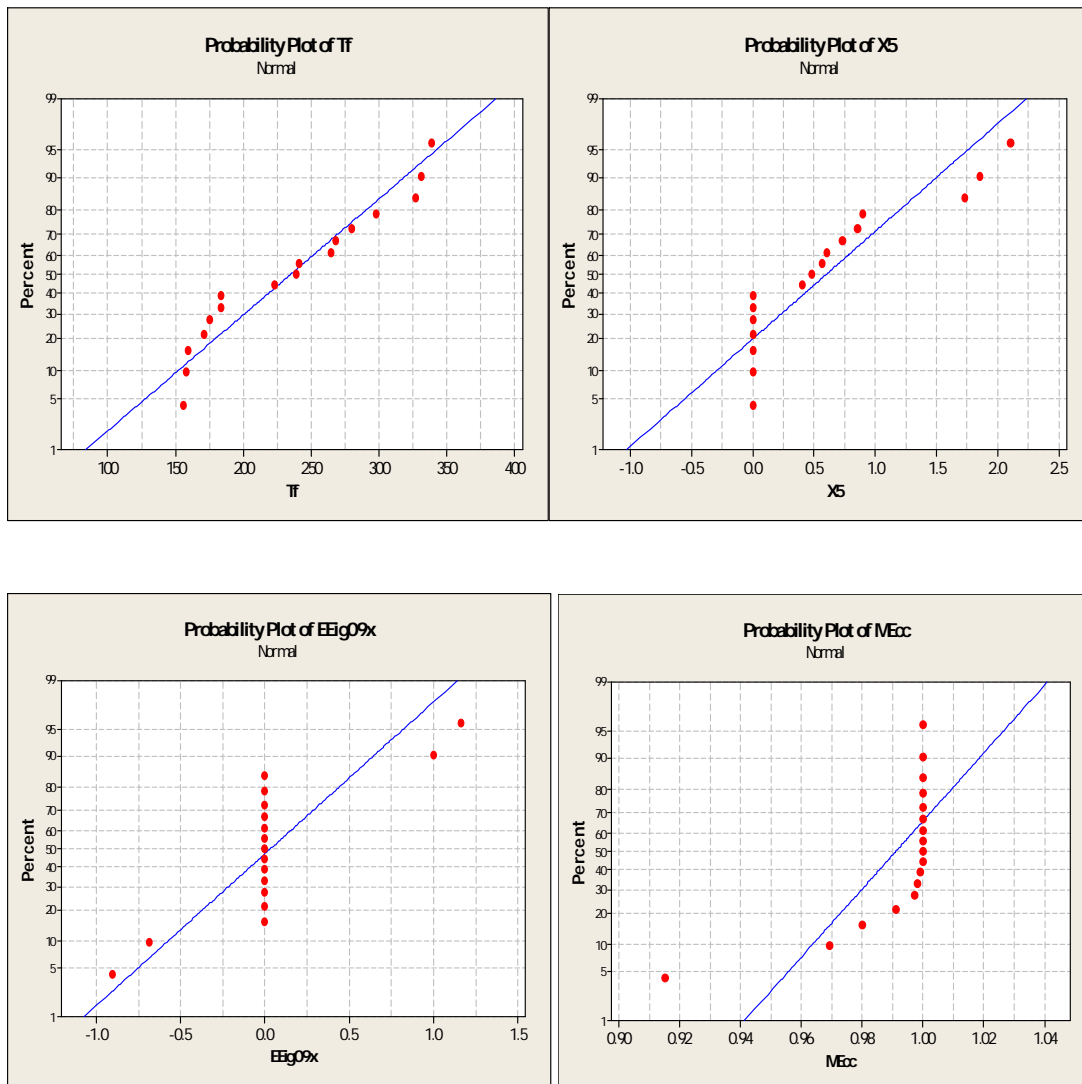 Probability Plot of Tf
Normal
99
95
90
80
70
60
50
40
30
20
10
5
1
Percent
100 150 200 250 300 350 400
Tf
Probability Plot of X5
Normal
99
95
90
80
70
60
50
40
30
20
10
5
1
Percent
-1.0 -0.5 0.0 0.5 1.0 1.5 2.0 2.5
X5
Probability Plot of EEig09x
Normal
99
95
90
80
70
60
50
40
30
20
10
5
1
Percent
-1.0 -0.5 0.0 0.5 1.0 1.5
EEig09x
Probability Plot of MEcc
Normal
99
95
90
80
70
60
50
40
30
20
10
5
1
Percent
0.90 0.92 0.94 0.96 0.98 1.00 1.02 1.04
MEcc